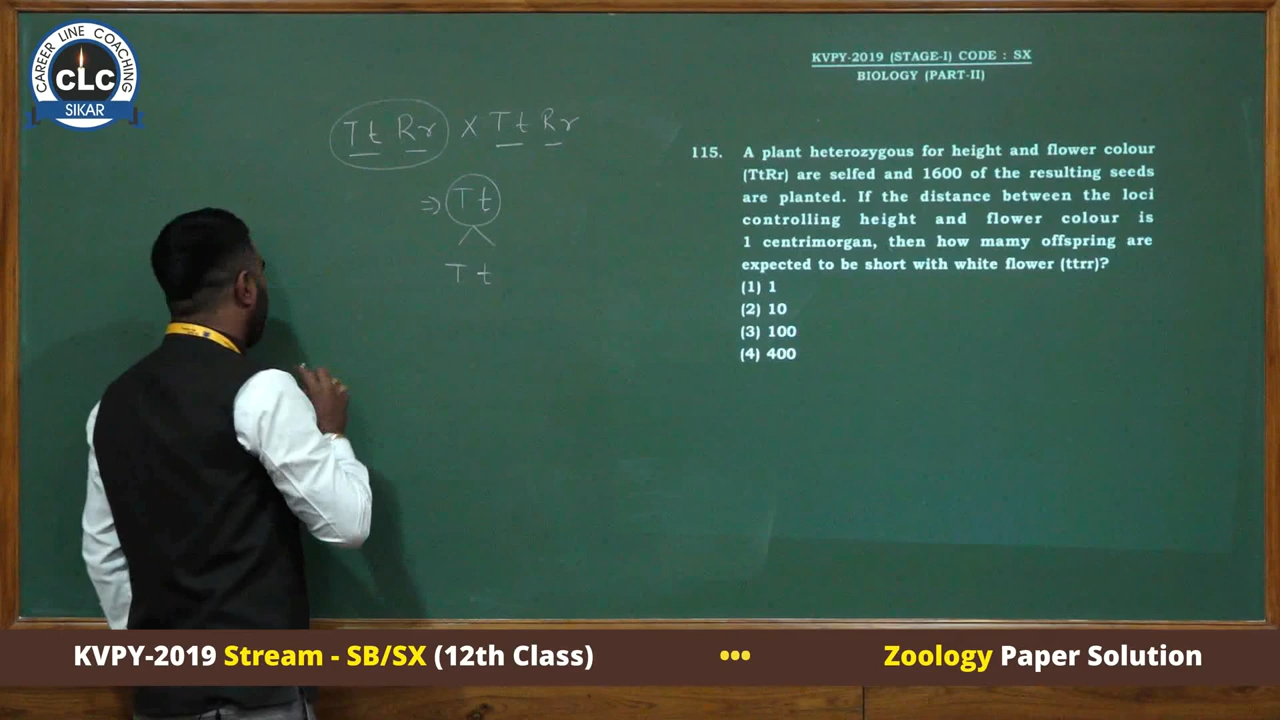 CAREER LINE COACHING
CLC
SIKAR
Tt Rr X Tt Rr
⇒ Tt
T t
KVPY-2019 (STAGE-I) CODE : SX
BIOLOGY (PART-II)
115. A plant heterozygous for height and flower colour
(TtRr) are selfed and 1600 of the resulting seeds
are planted. If the distance between the loci
controlling height and flower colour is
1 centrimorgan, then how mamy offspring are
expected to be short with white flower (ttrr)?
(1) 1
(2) 10
(3) 100
(4) 400
KVPY-2019 Stream - SB/SX (12th Class) ••• Zoology Paper Solution